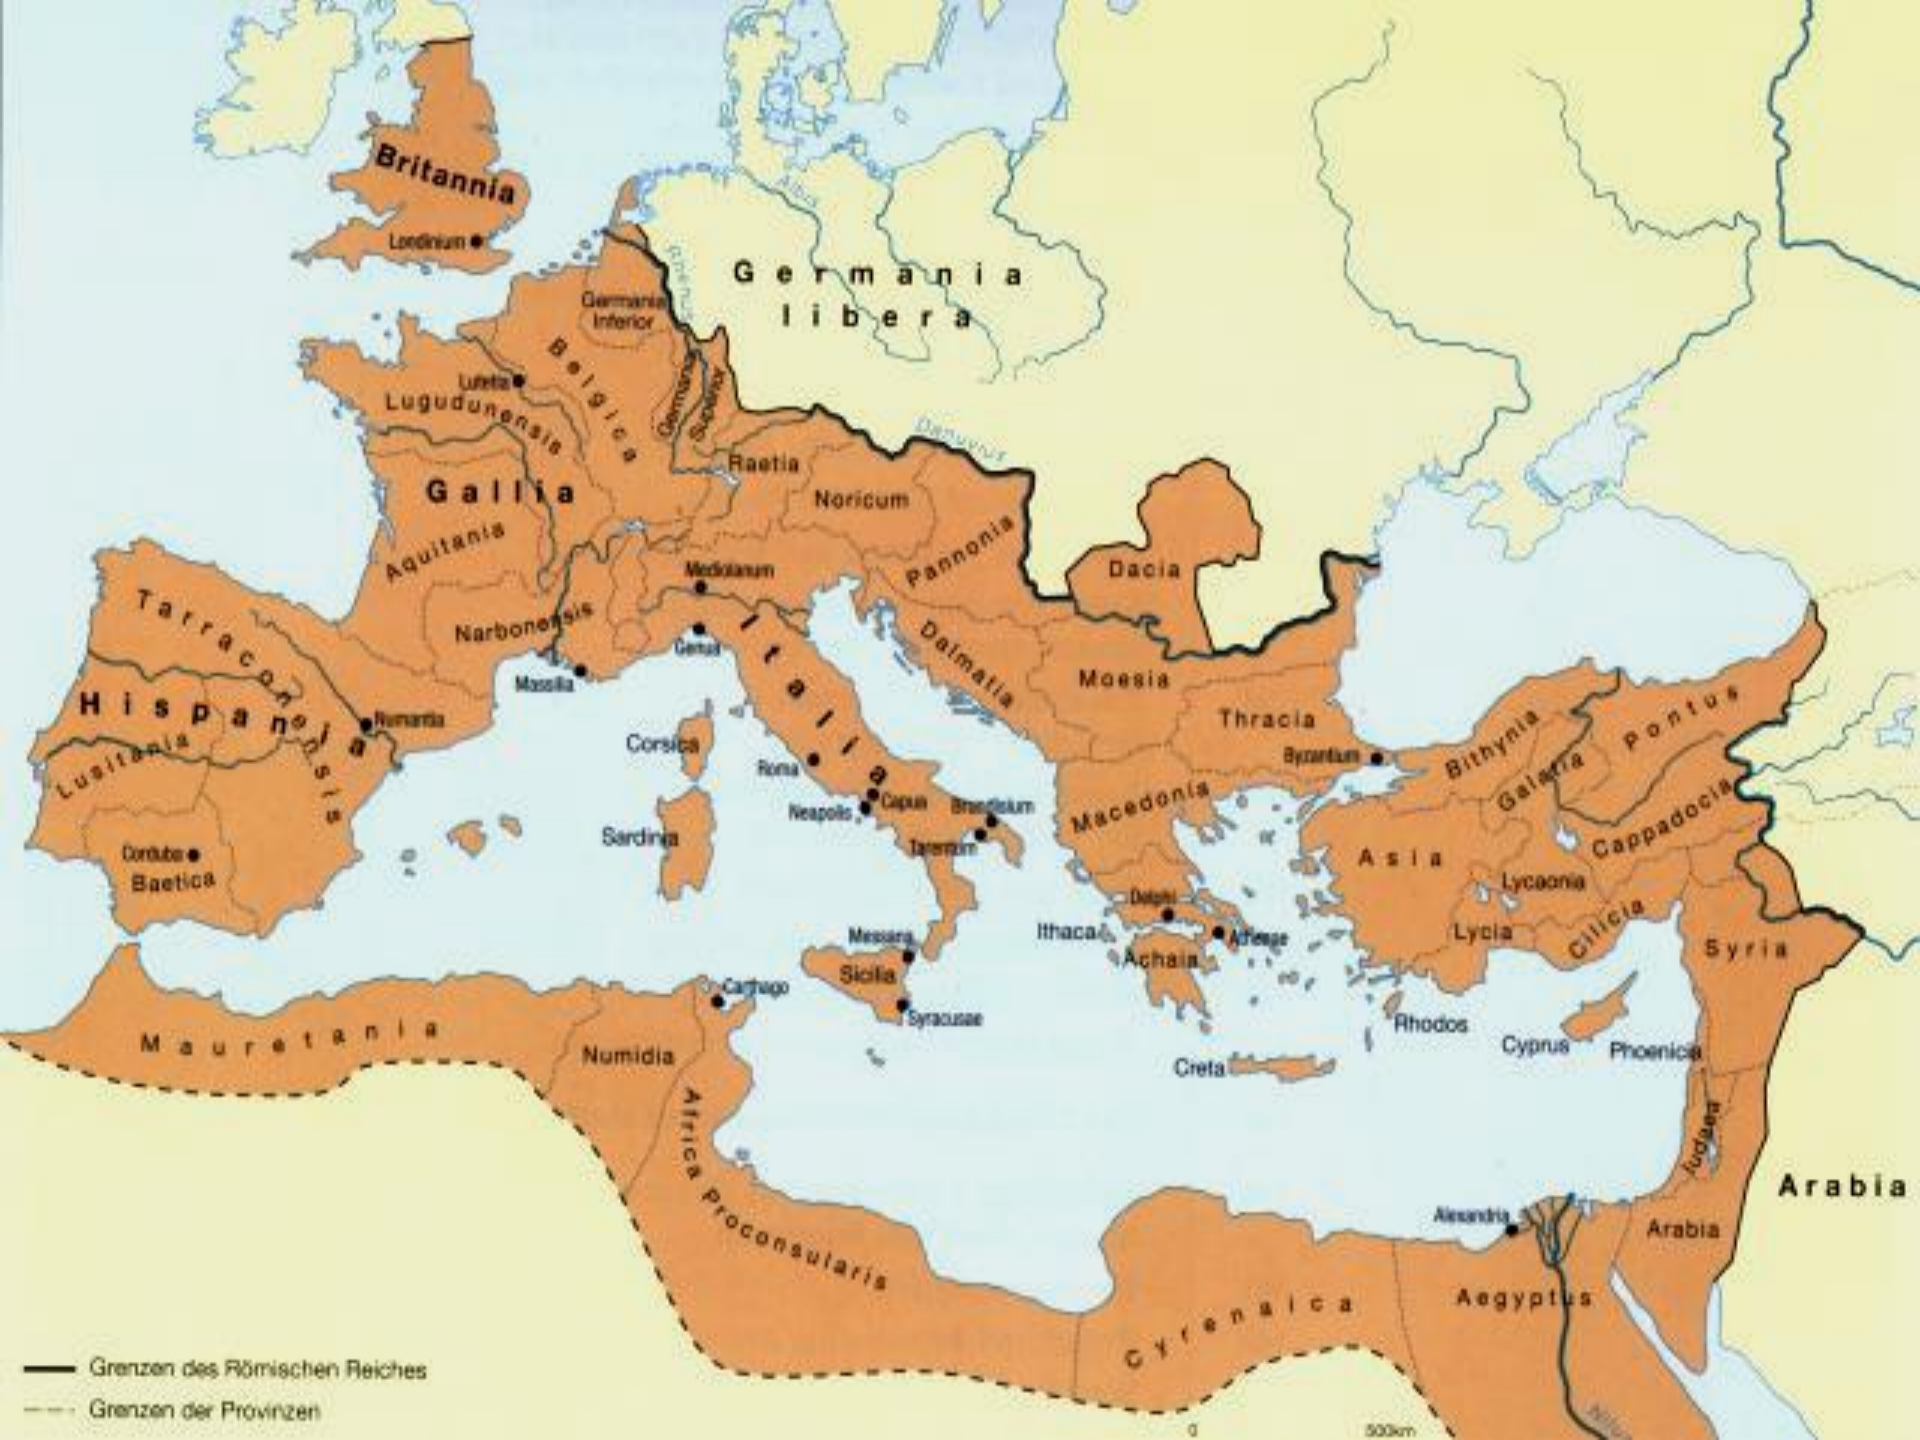 Britannia
Londinium
Albis
Rhenus
Germania
libera
Germania
Inferior
Belgica
Lutetia
Lugudunensis
Germania
Superior
Danuvius
Raetia
Gallia
Noricum
Aquitania
Pannonia
Dacia
Mediolanum
Narbonensis
Genua
Massilia
Tarraconensis
Italia
Dalmatia
Moesia
Hispania
Numantia
Lusitania
Corsica
Roma
Thracia
Byzantium
Bithynia
Pontus
Galatia
Neapolis
Capua
Brundisium
Tarentum
Macedonia
Cappadocia
Sardinia
Corduba
Baetica
Asia
Lycaonia
Delphi
Ithaca
Athenae
Lycia
Cilicia
Syria
Messana
Sicilia
Achaia
Carthago
Syracusae
Rhodos
Cyprus
Phoenicia
Mauretania
Numidia
Creta
Africa Proconsularis
Judaea
Arabia
Alexandria
Arabia
Aegyptus
Cyrenaica
Nilus
Grenzen des Römischen Reiches
Grenzen der Provinzen
0 500km